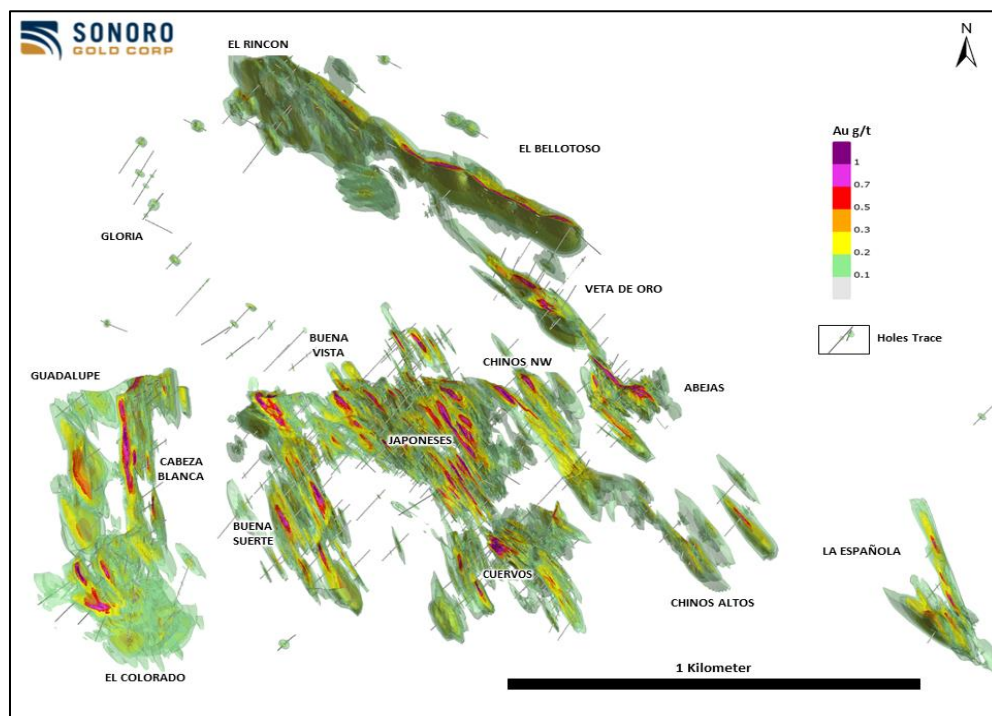 SONORO
GOLD CORP
N
EL RINCON
Au g/t
1
0.7
0.5
0.3
0.2
0.1
EL BELLOTOSO
GLORIA
VETA DE ORO
Holes Trace
BUENA
VISTA
CHINOS NW
GUADALUPE
ABEJAS
JAPONESES
CABEZA
BLANCA
BUENA
SUERTE
LA ESPAÑOLA
CUERVOS
CHINOS ALTOS
1 Kilometer
EL COLORADO